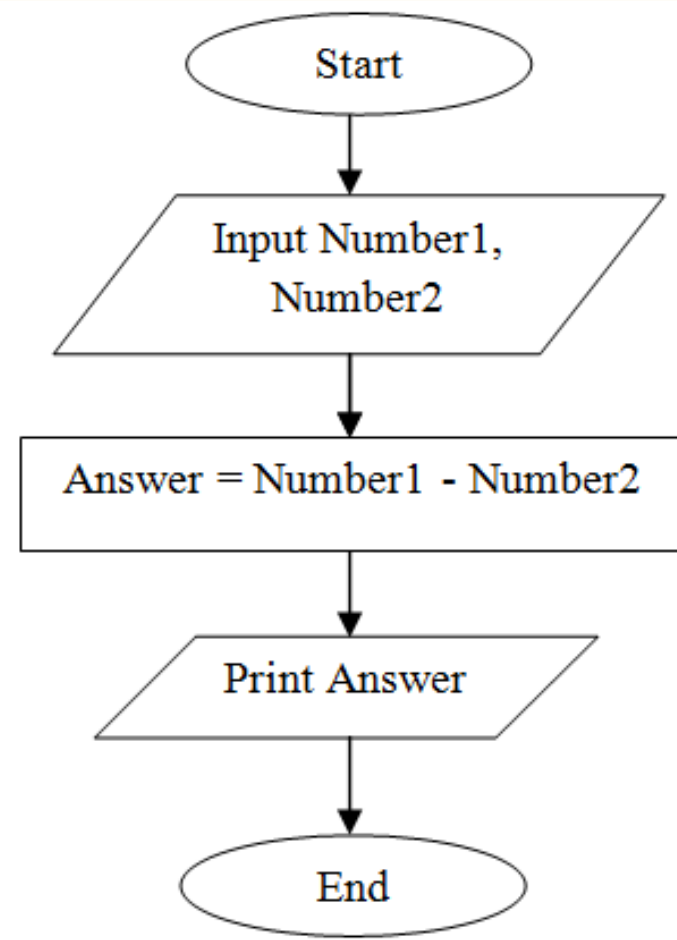 Start
Input Number1,
Number2
Answer = Number1 - Number2
Print Answer
End